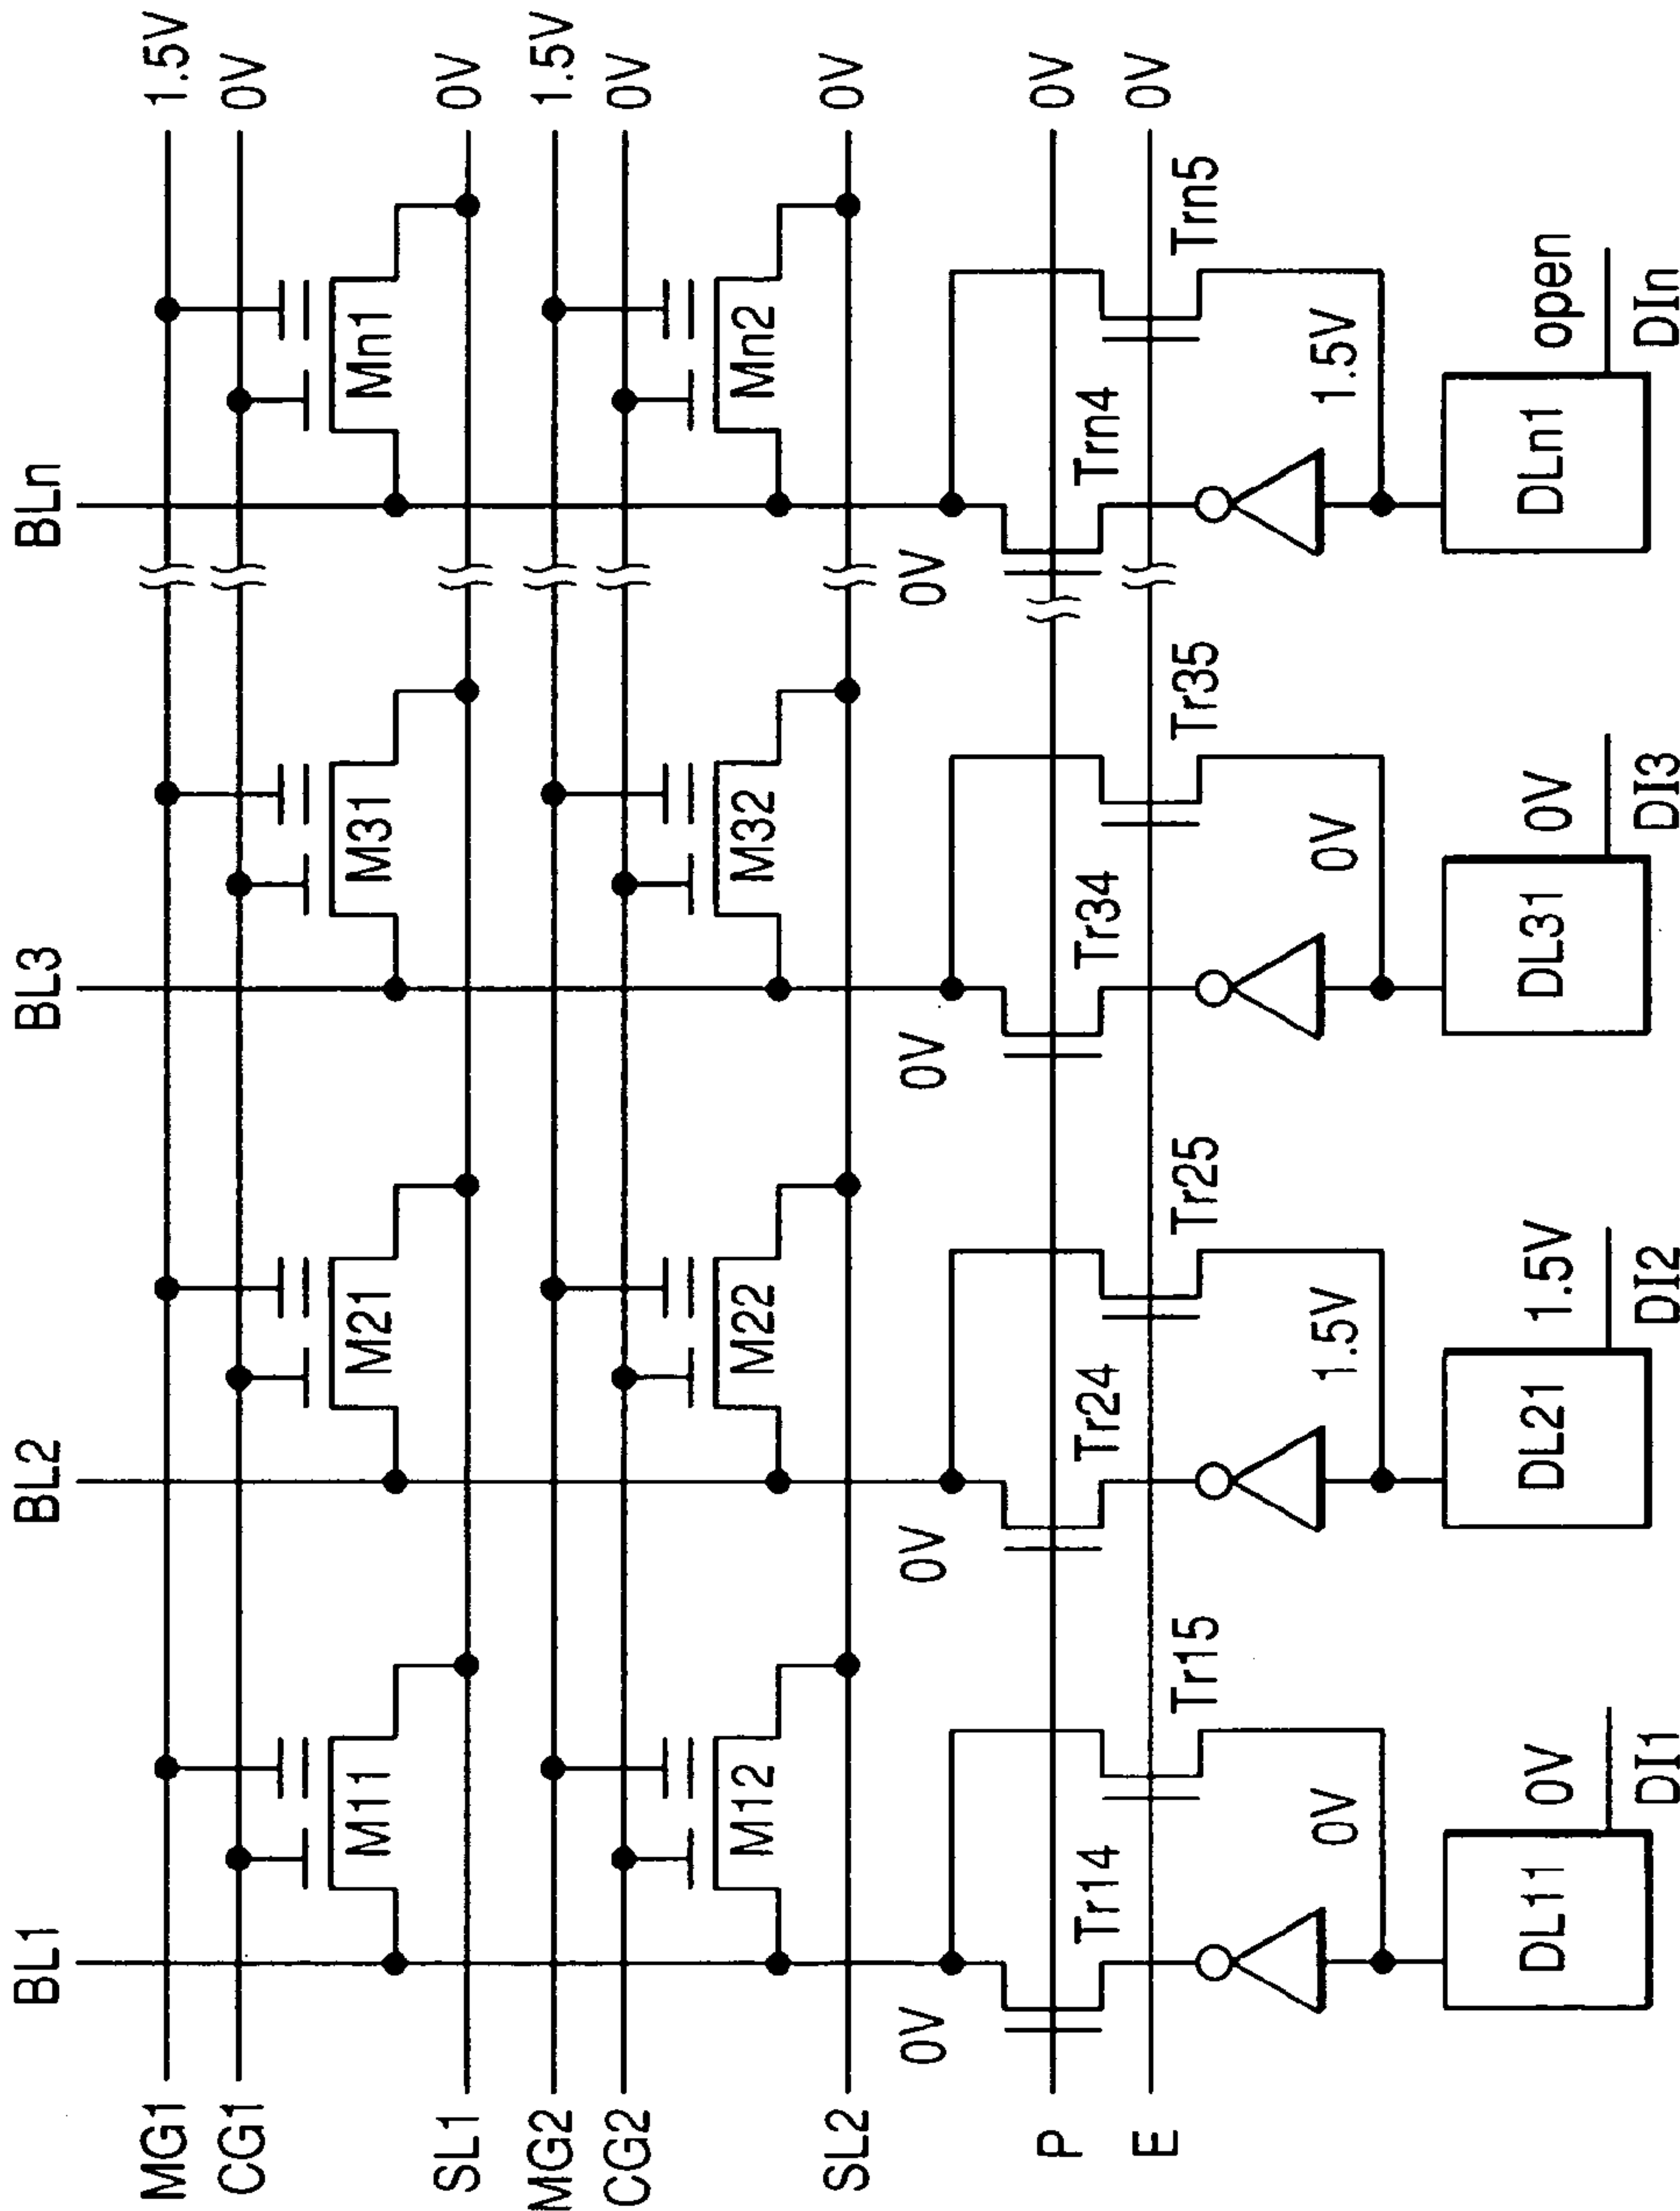 BL1 BL2 BL3 BLn
MG1 1.5V
CG1 0V
M11 M21 M31 Mn1
SL1 0V
MG2 1.5V
CG2 0V
M12 M22 M32 Mn2
SL2 0V
0V 0V 0V 0V
P 0V
Tr14 Tr24 Tr34 Trn4
E 0V
Tr15 Tr25 Tr35 Trn5
0V 1.5V 0V 1.5V
DL11 0V DL21 1.5V DL31 0V DLn1 open
DI1 DI2 DI3 DIn